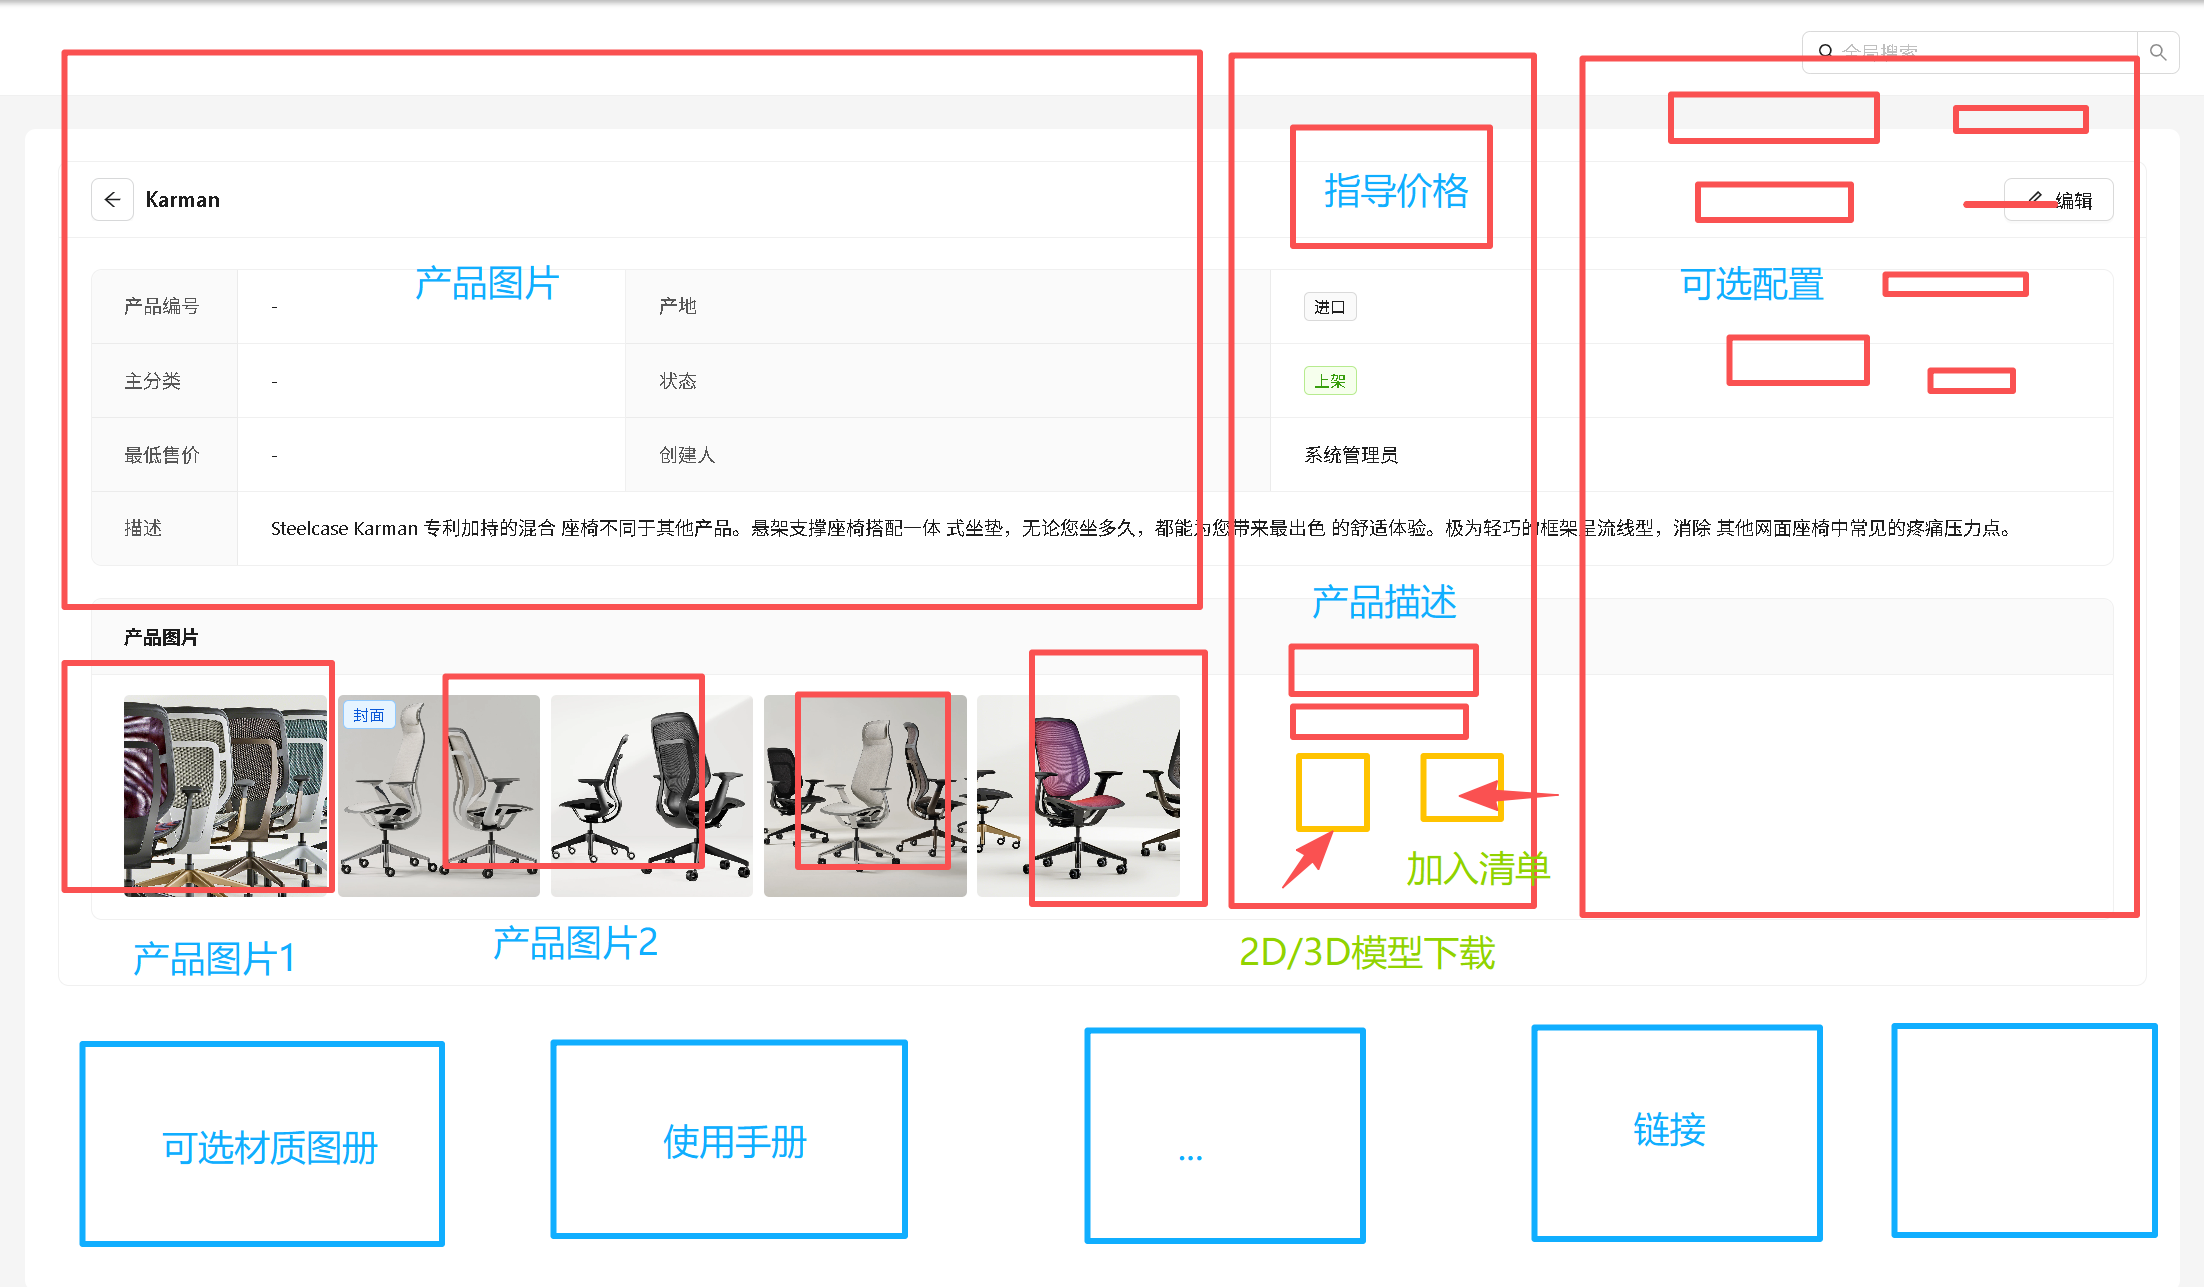 全局搜索
Karman
指导价格
编辑
产品图片
可选配置
产品编号
-
产地
进口
主分类
-
状态
上架
最低售价
-
创建人
系统管理员
描述
Steelcase Karman 专利加持的混合 座椅不同于其他产品。悬架支撑座椅搭配一体 式坐垫，无论您坐多久，都能为您带来最出色 的舒适体验。极为轻巧的框架呈流线型，消除 其他网面座椅中常见的疼痛压力点。
产品描述
产品图片
封面
加入清单
产品图片1
产品图片2
2D/3D模型下载
可选材质图册
使用手册
...
链接